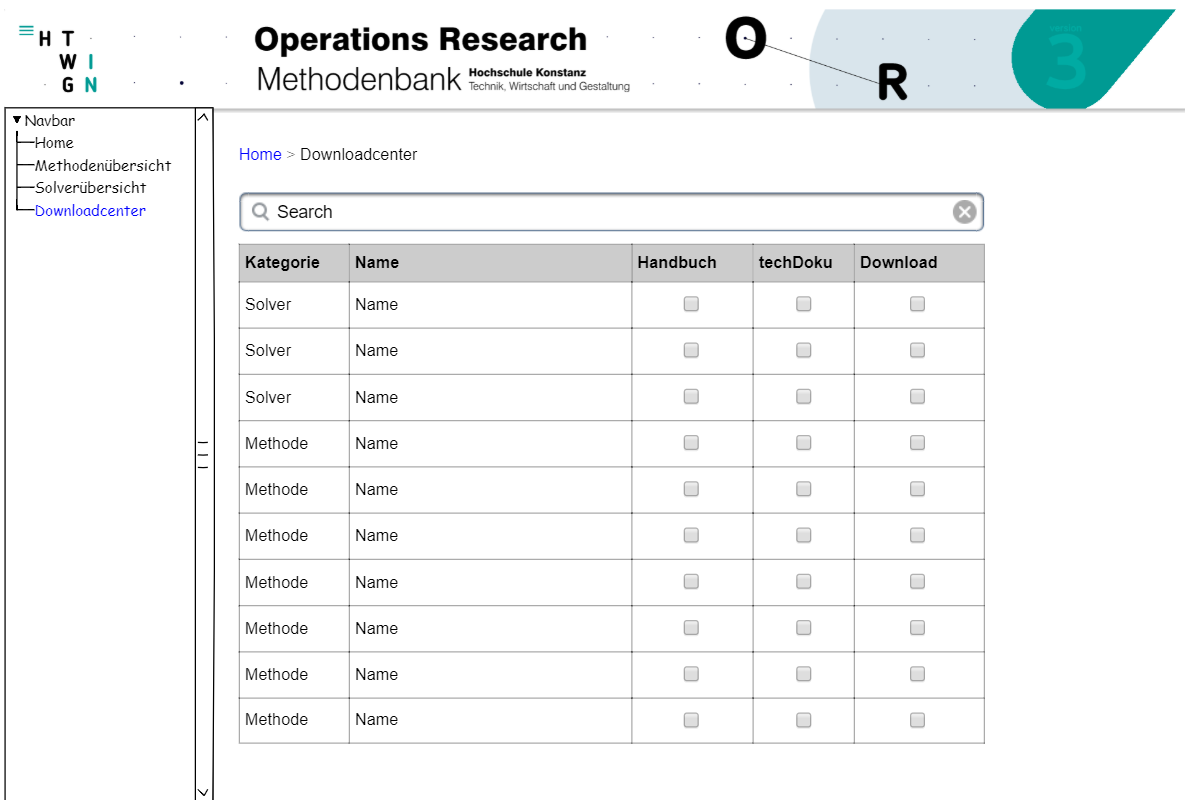 H T
W I
G N
Operations Research
Methodenbank Hochschule Konstanz
Technik, Wirtschaft und Gestaltung
O
R
version
3
Navbar
Home
Methodenübersicht
Solverübersicht
Downloadcenter
Home > Downloadcenter
Search
Kategorie Name Handbuch techDoku Download
Solver Name
Solver Name
Solver Name
Methode Name
Methode Name
Methode Name
Methode Name
Methode Name
Methode Name
Methode Name